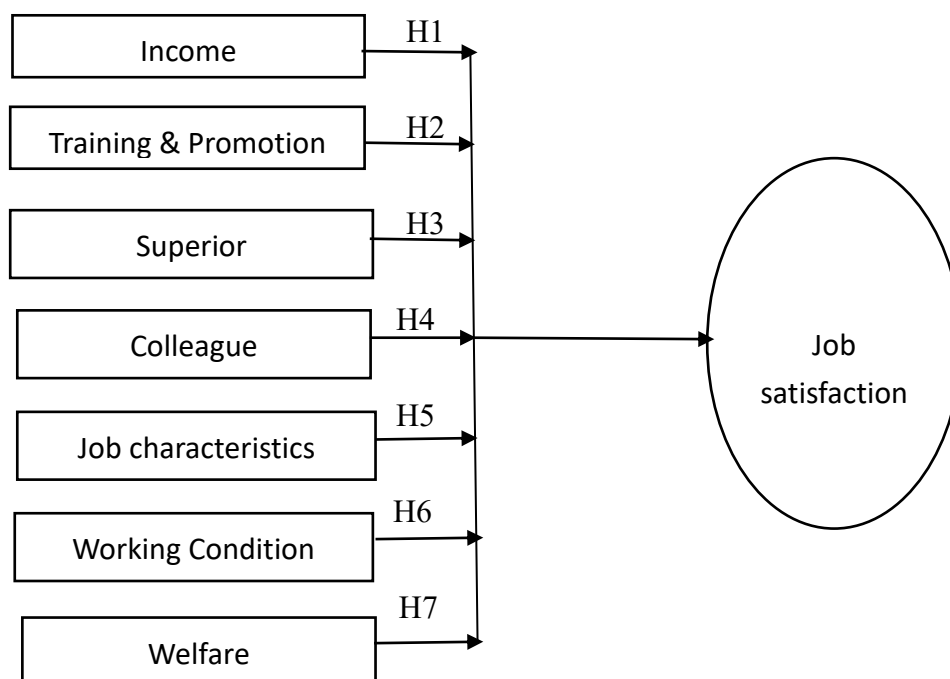 Income
H1
Training & Promotion
H2
Superior
H3
Colleague
H4
Job characteristics
H5
Working Condition
H6
Welfare
H7
Job
satisfaction